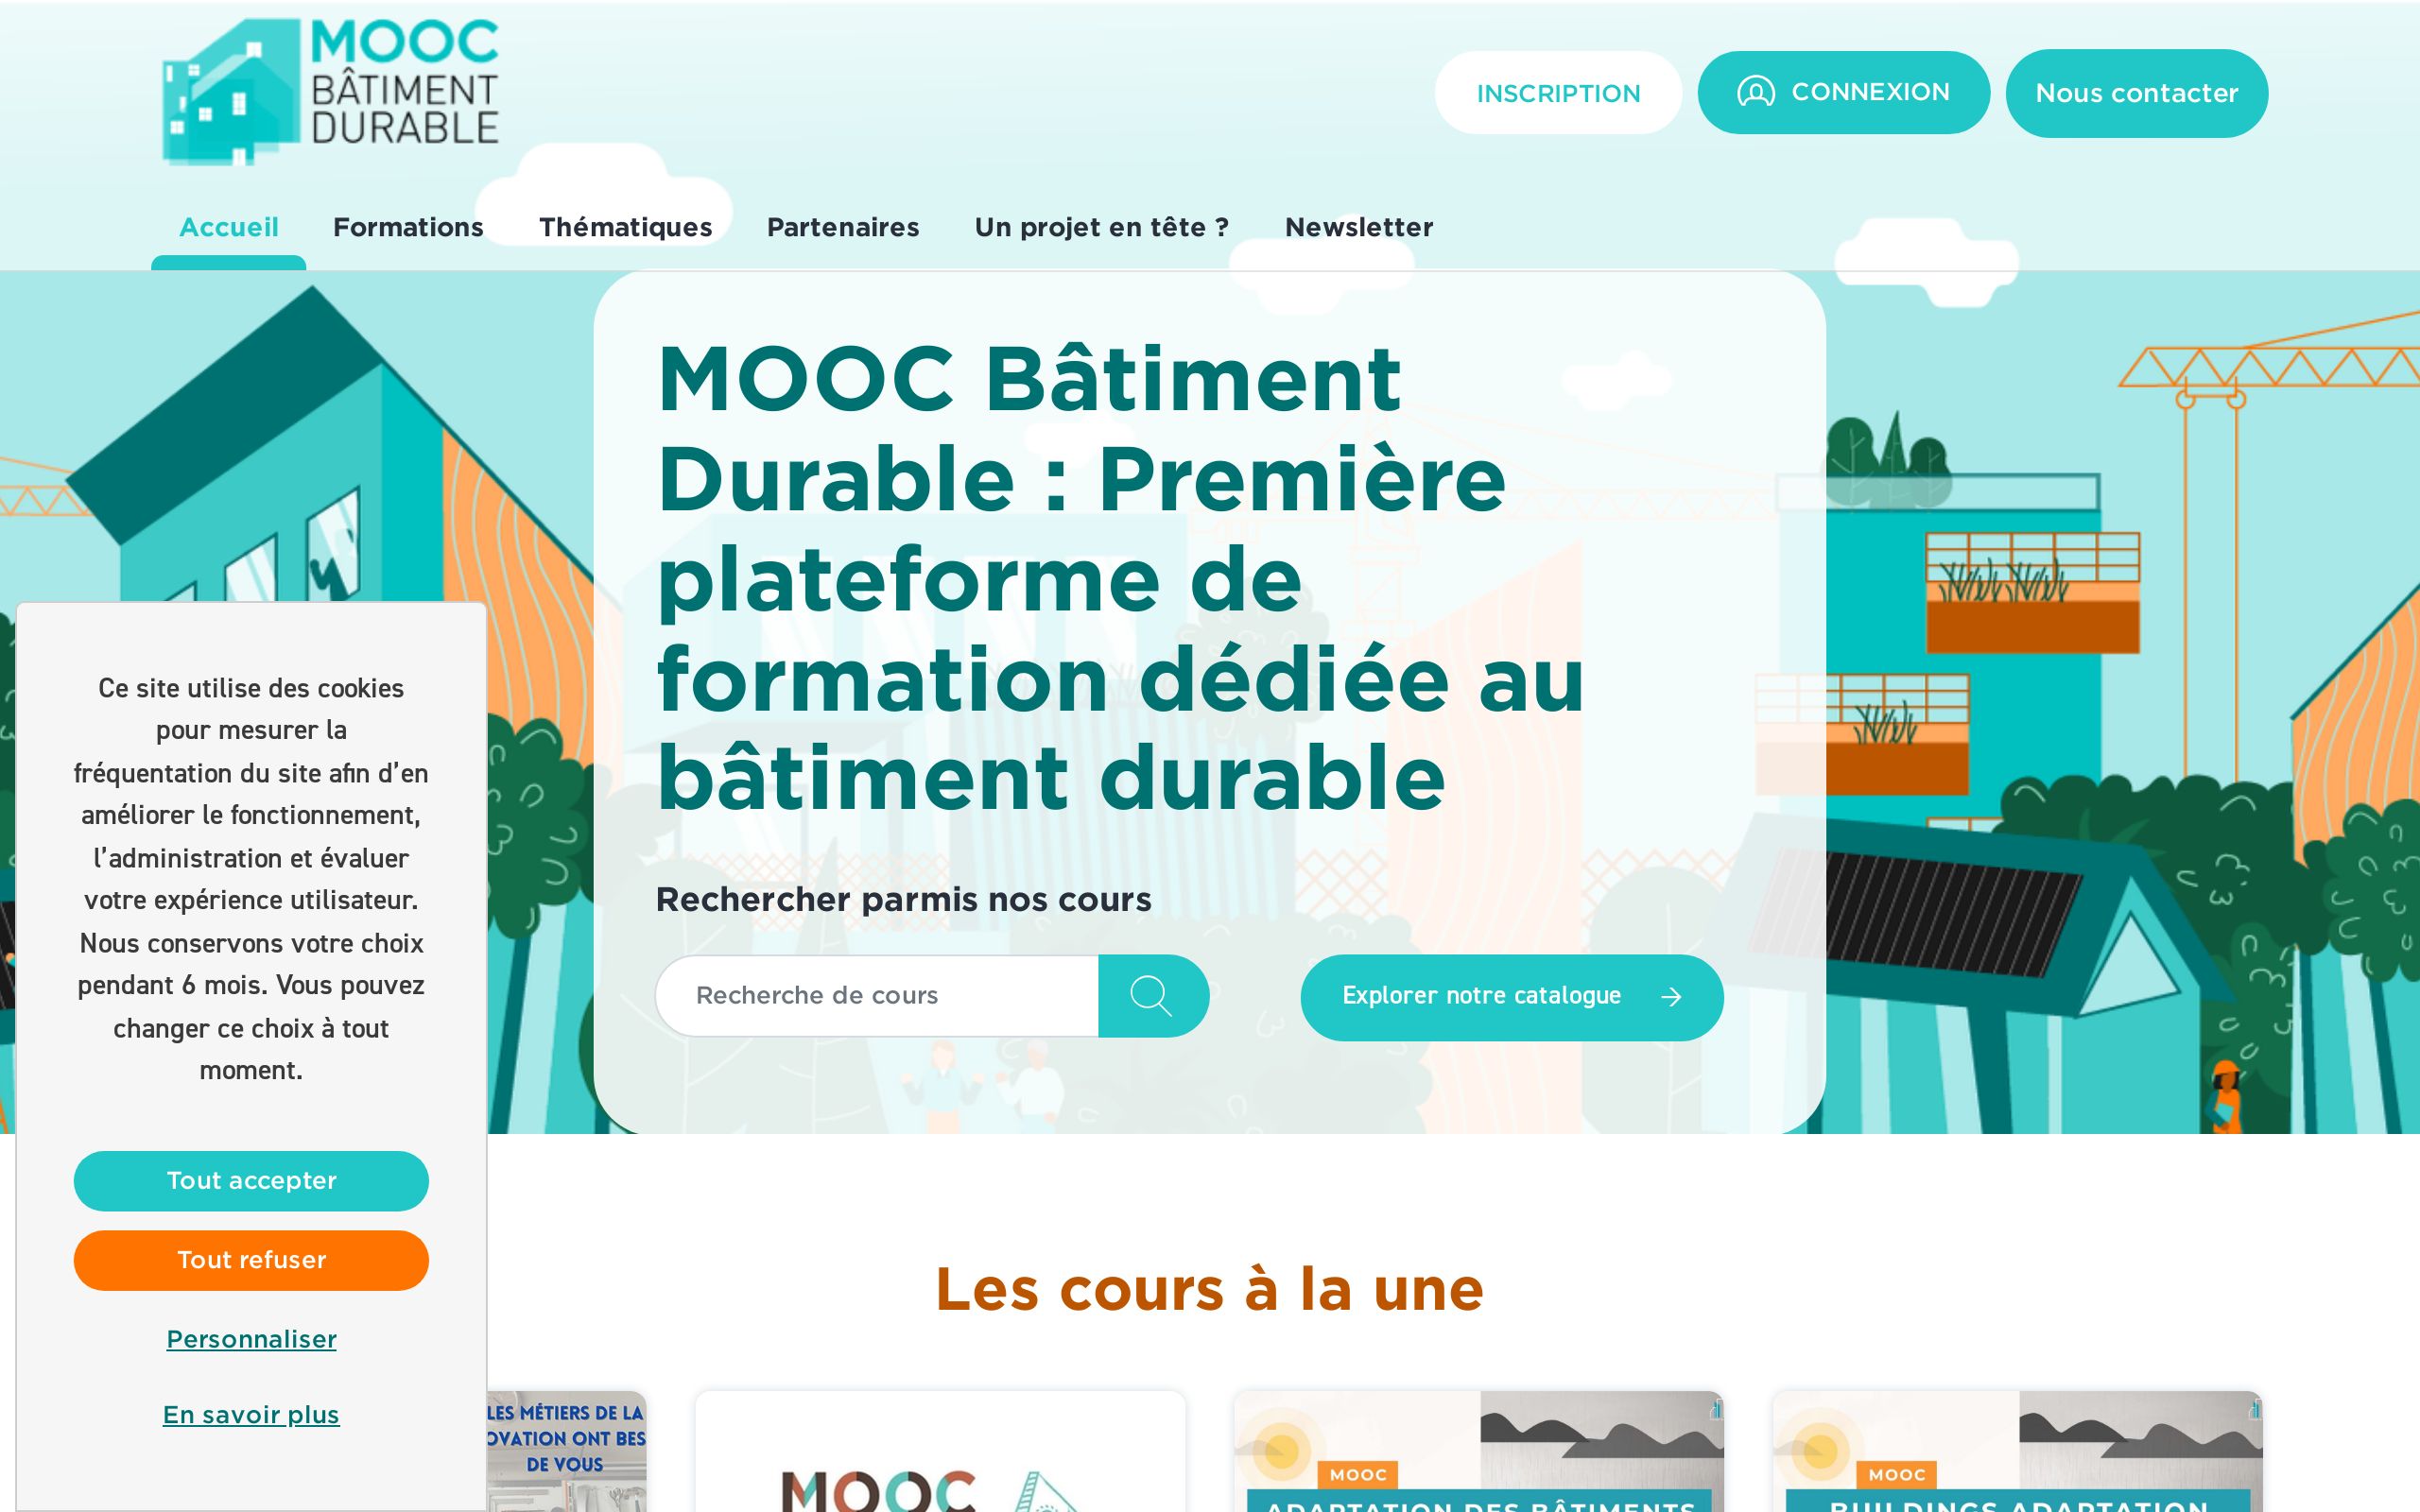 MOOC
BÂTIMENT
DURABLE
INSCRIPTION
CONNEXION
Nous contacter
Accueil
Formations
Thématiques
Partenaires
Un projet en tête ?
Newsletter
MOOC Bâtiment
Durable : Première
plateforme de
formation dédiée au
bâtiment durable
Rechercher parmis nos cours
Recherche de cours
Explorer notre catalogue
Ce site utilise des cookies
pour mesurer la
fréquentation du site afin d’en
améliorer le fonctionnement,
l’administration et évaluer
votre expérience utilisateur.
Nous conservons votre choix
pendant 6 mois. Vous pouvez
changer ce choix à tout
moment.
Tout accepter
Tout refuser
Personnaliser
En savoir plus
Les cours à la une
LES MÉTIERS DE LA
OVATION ONT BES
DE VOUS
MOOC
MOOC
ADAPTATION DES BÂTIMENTS
MOOC
BUILDINGS ADAPTATION